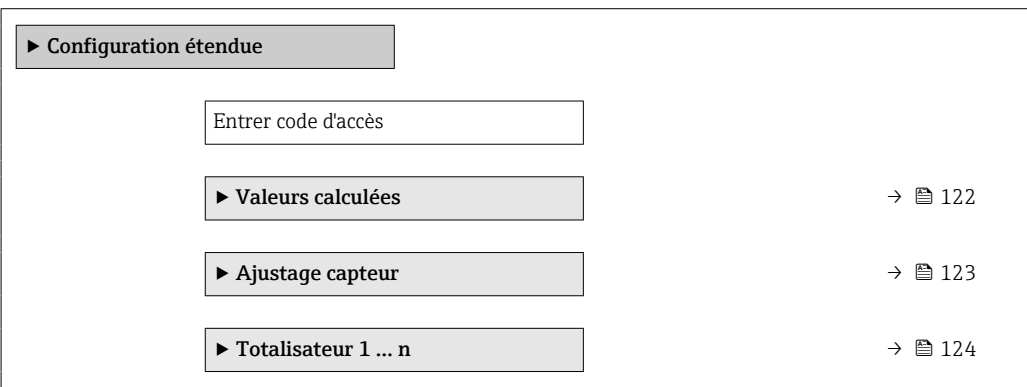 ▶ Configuration étendue
Entrer code d'accès
▶ Valeurs calculées → 🖺 122
▶ Ajustage capteur → 🖺 123
▶ Totalisateur 1 … n → 🖺 124